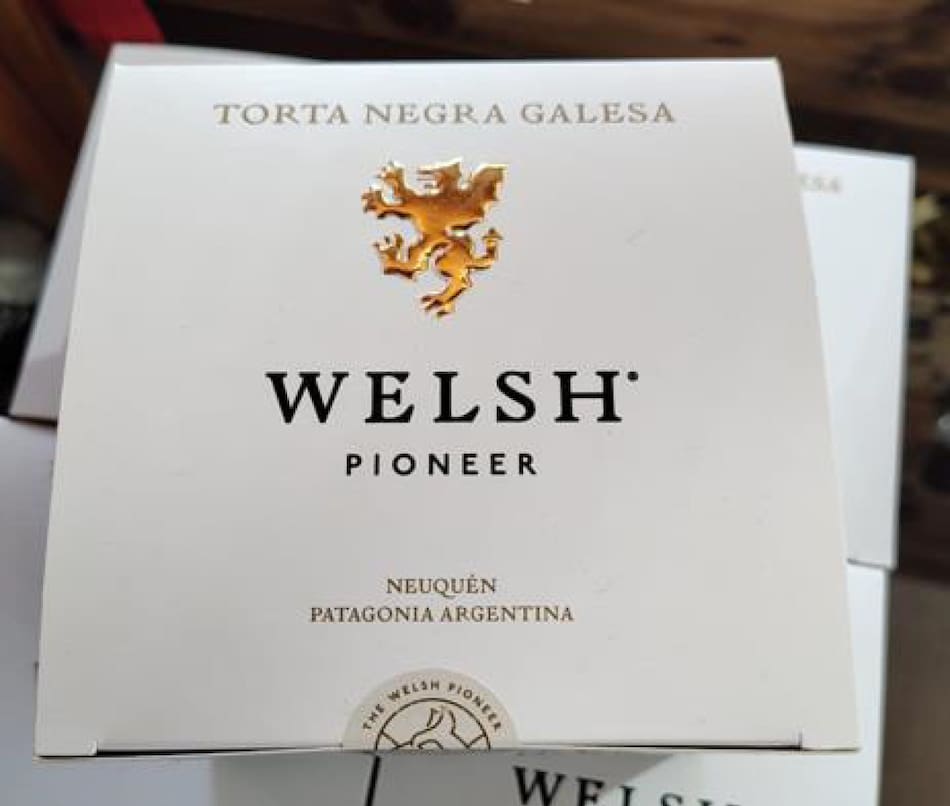 TORTA NEGRA GALESA
WELSH
PIONEER
NEUQUÉN
PATAGONIA ARGENTINA
THE WELSH PIONEER